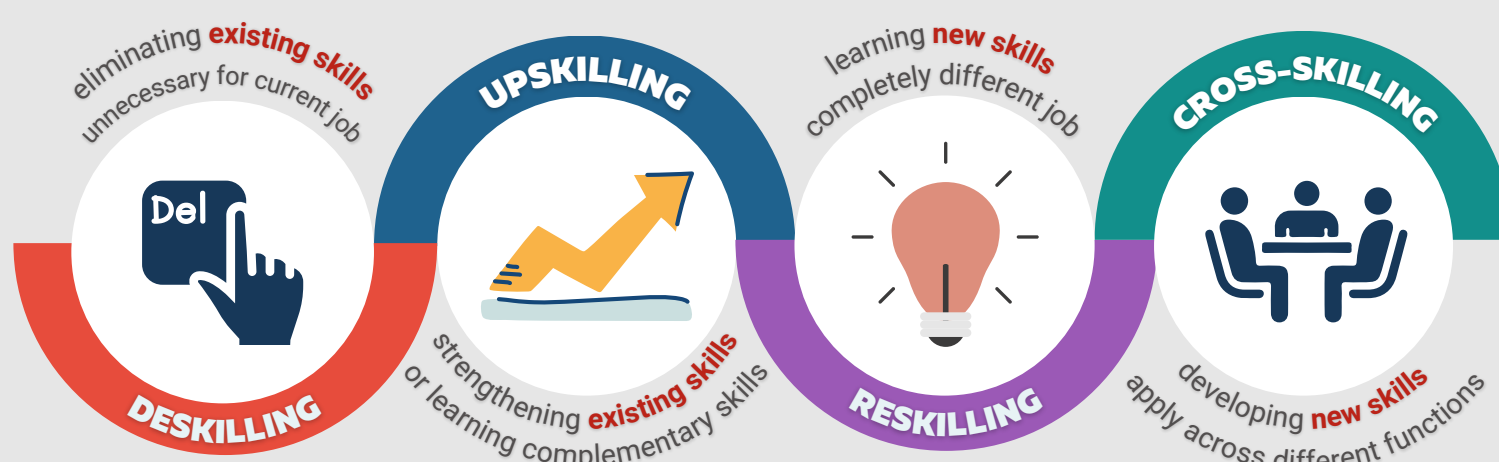 eliminating existing skills
unnecessary for current job
Del
DESKILLING
UPSKILLING
strengthening existing skills
or learning complementary skills
learning new skills
completely different job
RESKILLING
CROSS-SKILLING
developing new skills
apply across different functions